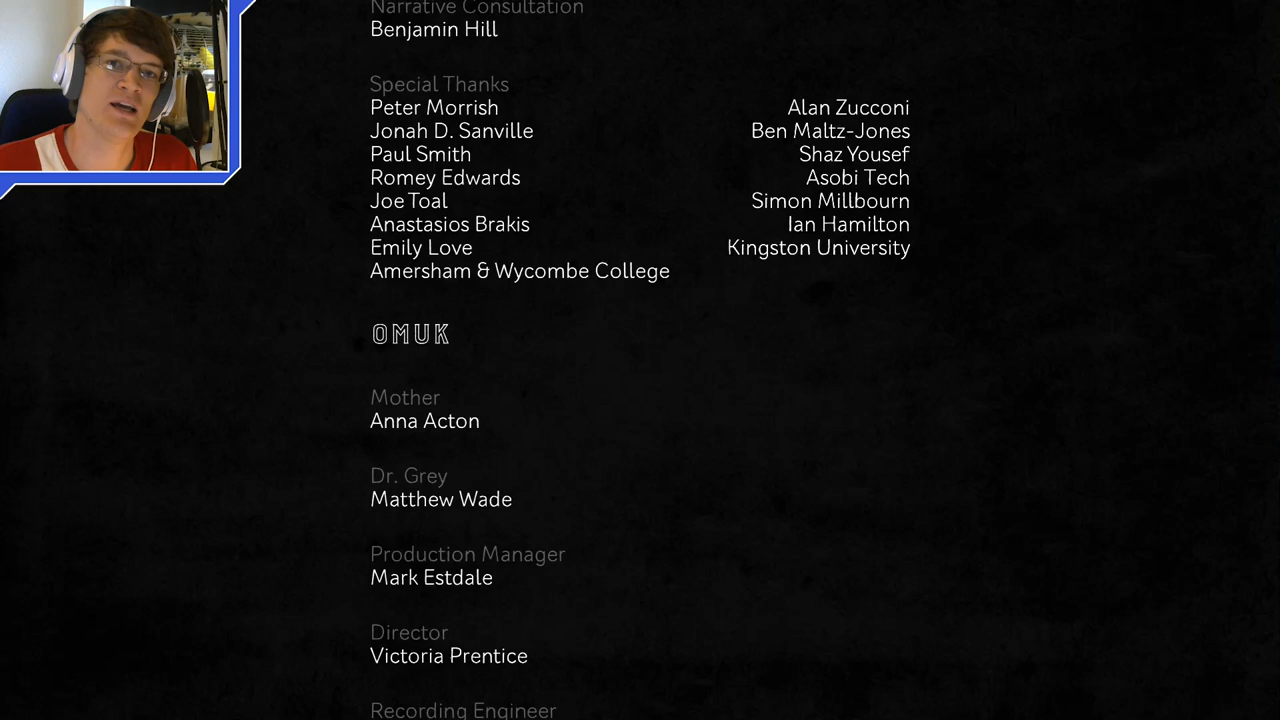 Narrative Consultation
Benjamin Hill
Special Thanks
Peter Morrish Alan Zucconi
Jonah D. Sanville Ben Maltz-Jones
Paul Smith Shaz Yousef
Romey Edwards Asobi Tech
Joe Toal Simon Millbourn
Anastasios Brakis Ian Hamilton
Emily Love Kingston University
Amersham & Wycombe College
OMUK
Mother
Anna Acton
Dr. Grey
Matthew Wade
Production Manager
Mark Estdale
Director
Victoria Prentice
Recording Engineer